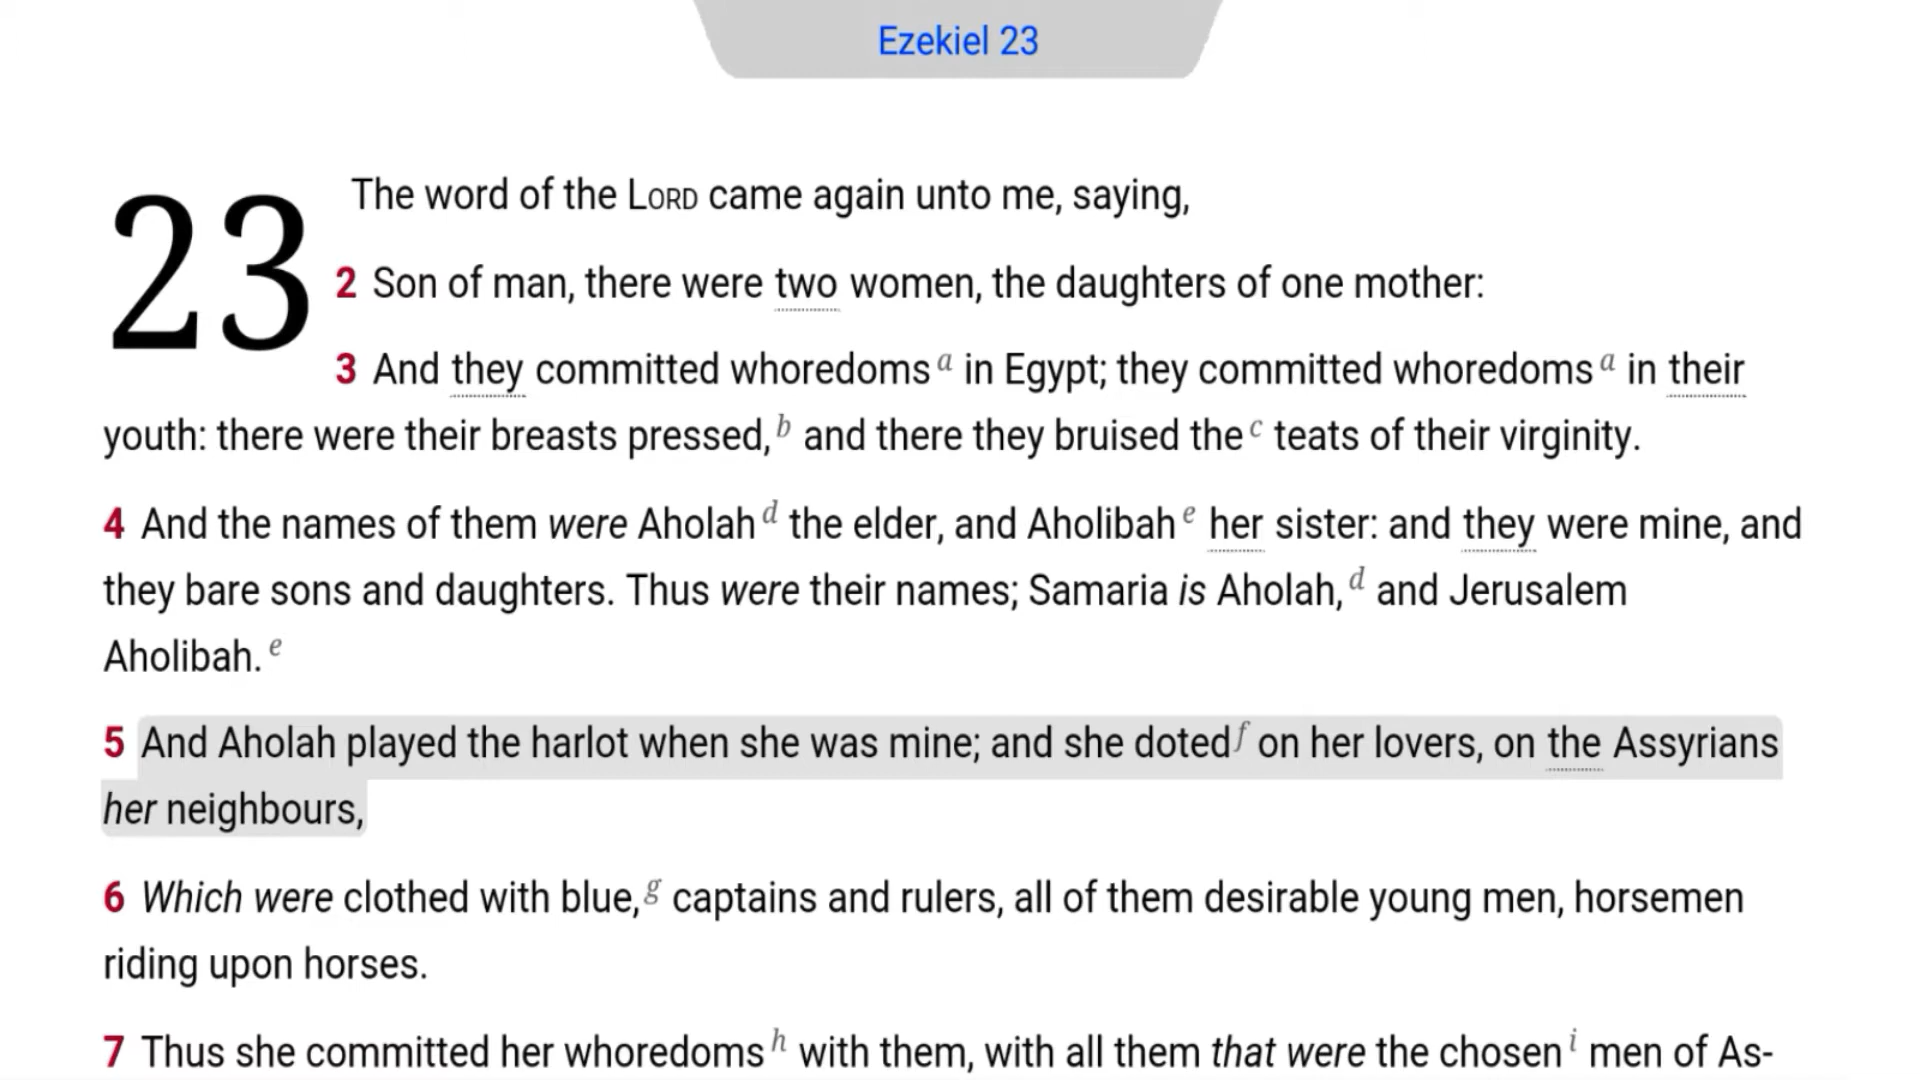 Ezekiel 23
23 The word of the LORD came again unto me, saying,
2 Son of man, there were two women, the daughters of one mother:
3 And they committed whoredoms a in Egypt; they committed whoredoms a in their
youth: there were their breasts pressed, b and there they bruised the c teats of their virginity.
4 And the names of them were Aholah d the elder, and Aholibah e her sister: and they were mine, and
they bare sons and daughters. Thus were their names; Samaria is Aholah, d and Jerusalem
Aholibah. e
5 And Aholah played the harlot when she was mine; and she doted f on her lovers, on the Assyrians
her neighbours,
6 Which were clothed with blue, g captains and rulers, all of them desirable young men, horsemen
riding upon horses.
7 Thus she committed her whoredoms h with them, with all them that were the chosen i men of As-